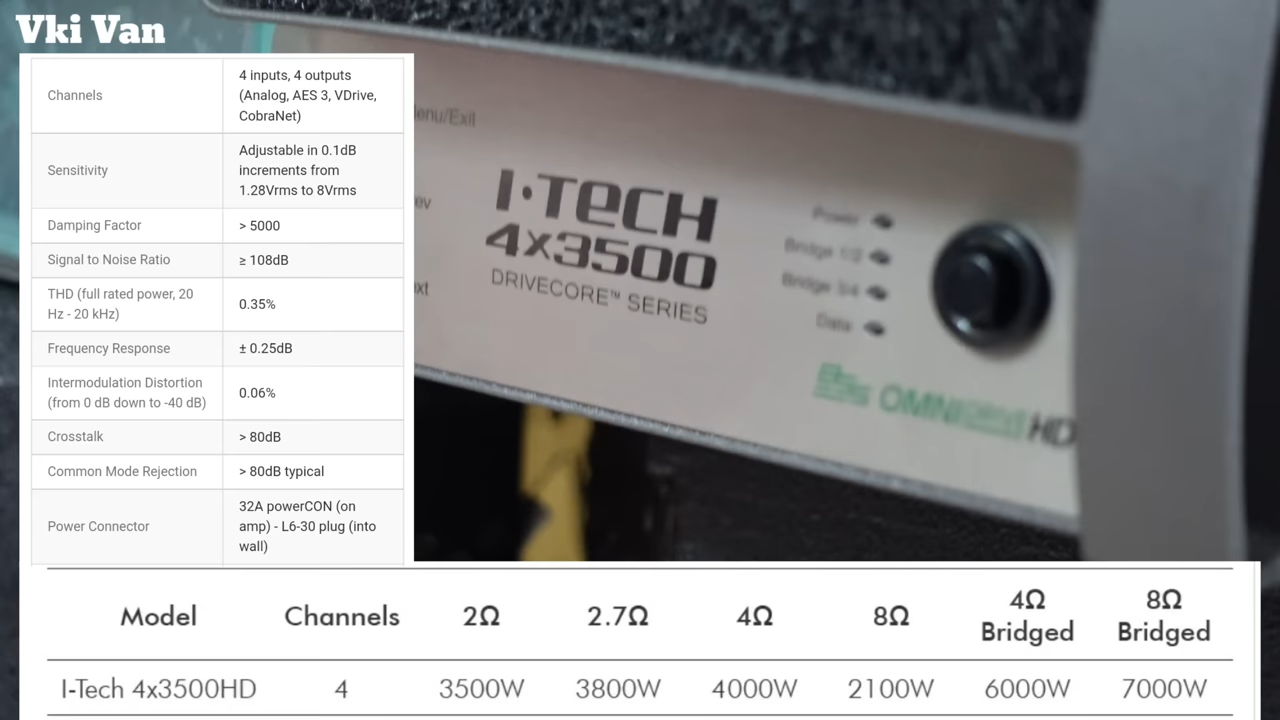 Vki Van
Channels
4 inputs, 4 outputs
(Analog, AES 3, VDrive,
CobraNet)
Sensitivity
Adjustable in 0.1dB
increments from
1.28Vrms to 8Vrms
Damping Factor
> 5000
Signal to Noise Ratio
≥ 108dB
THD (full rated power, 20
Hz - 20 kHz)
0.35%
Frequency Response
± 0.25dB
Intermodulation Distortion
(from 0 dB down to -40 dB)
0.06%
Crosstalk
> 80dB
Common Mode Rejection
> 80dB typical
Power Connector
32A powerCON (on
amp) - L6-30 plug (into
wall)
enu/Exit
ev
xt
I·TECH
4x3500
DRIVECORE™ SERIES
Power
Bridge 1/2
Bridge 3/4
Data
BSS OMNIDRIVEHD
Model Channels 2Ω 2.7Ω 4Ω 8Ω 4Ω Bridged 8Ω Bridged
I-Tech 4x3500HD 4 3500W 3800W 4000W 2100W 6000W 7000W